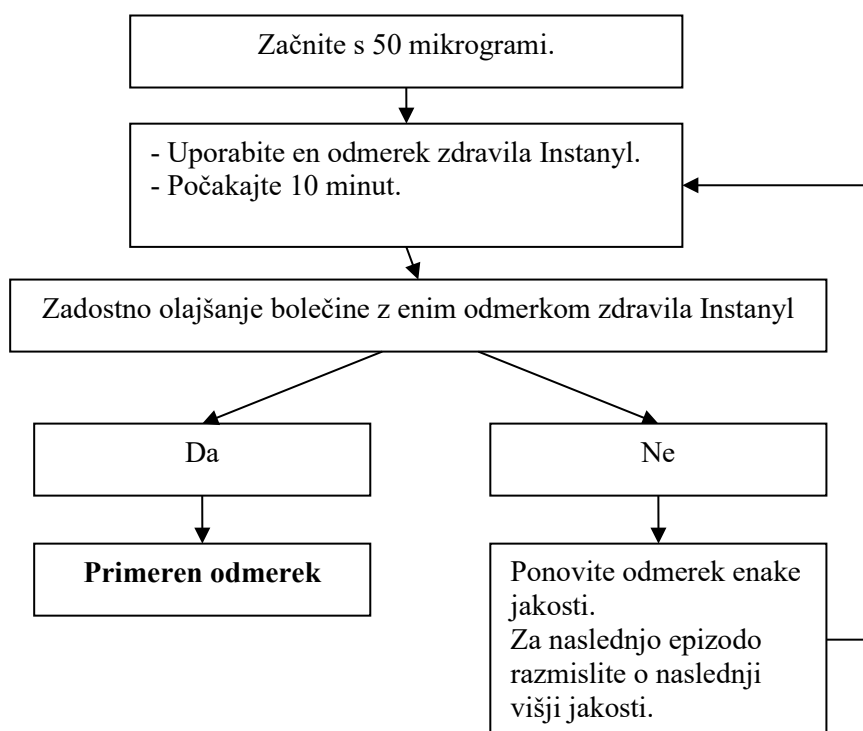 Začnite s 50 mikrogrami.
- Uporabite en odmerek zdravila Instanyl.
- Počakajte 10 minut.
Zadostno olajšanje bolečine z enim odmerkom zdravila Instanyl
Da
Ne
Primeren odmerek
Ponovite odmerek enake
jakosti.
Za naslednjo epizodo
razmislite o naslednji
višji jakosti.